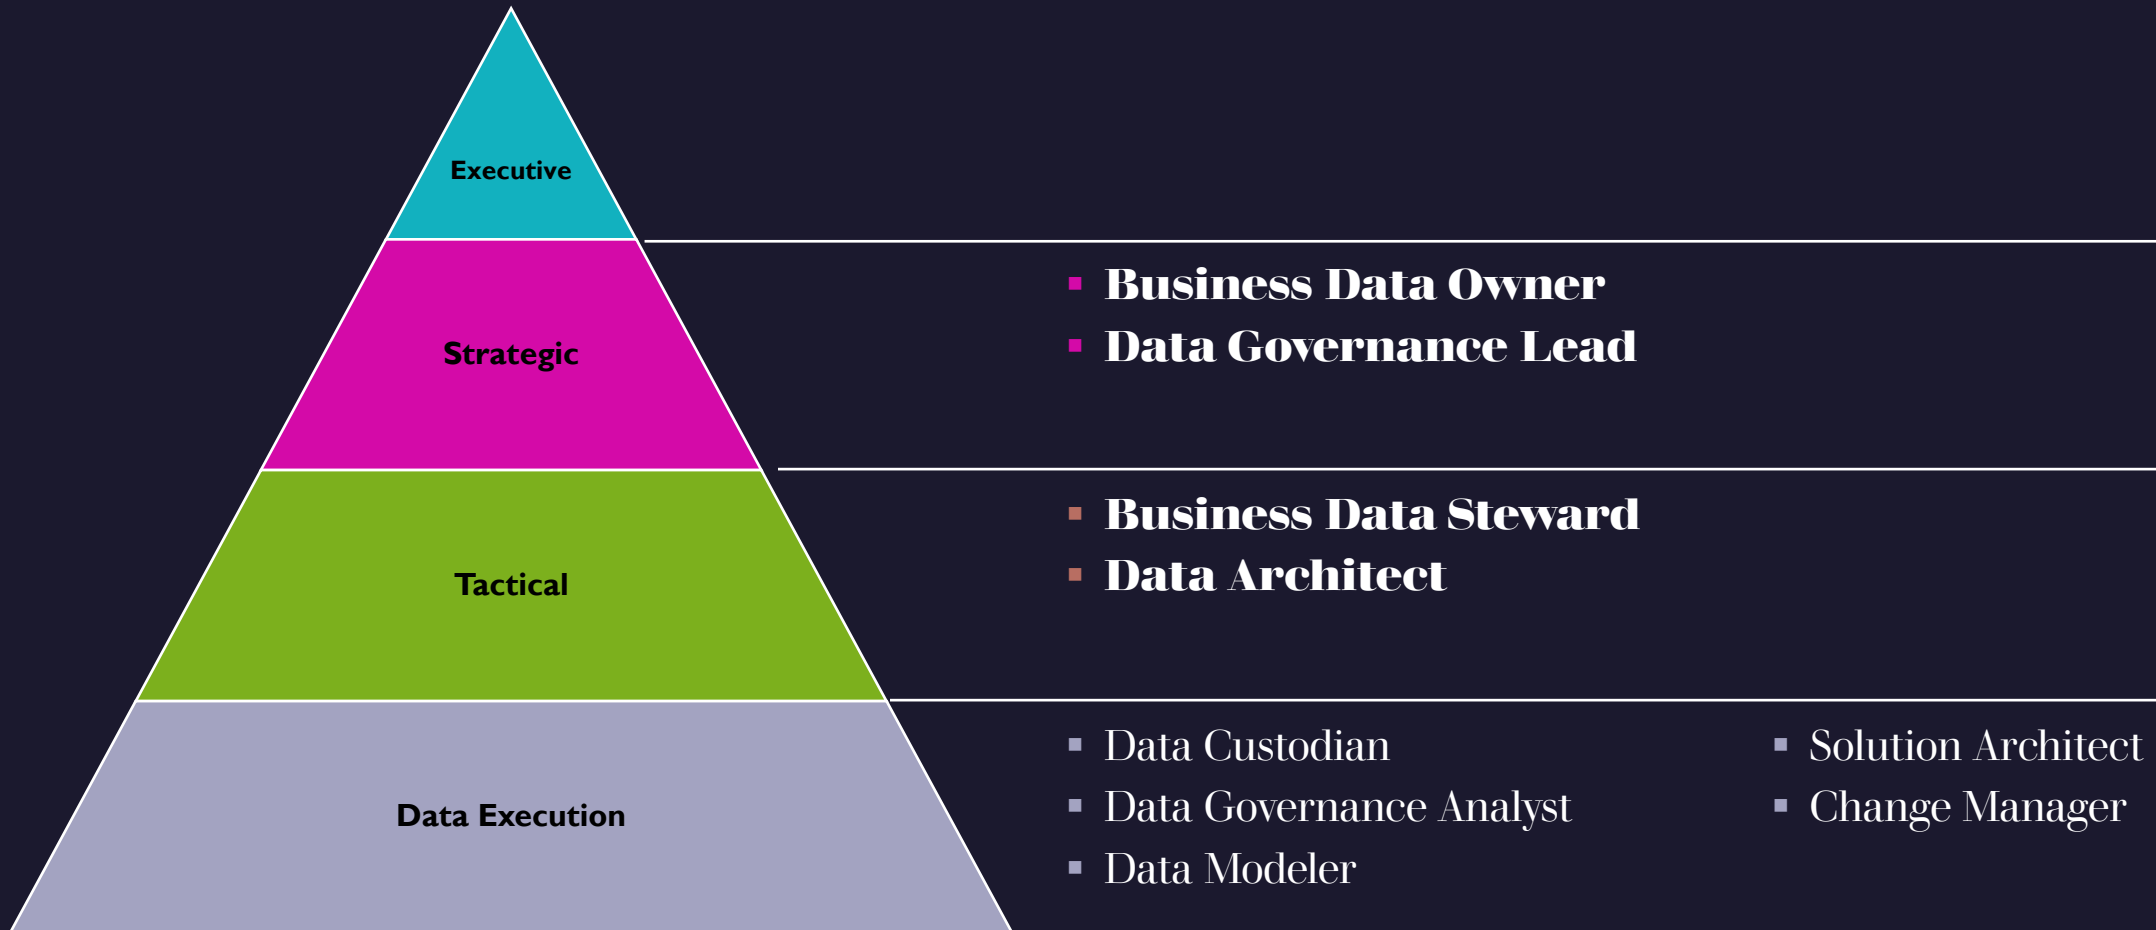 Executive
Strategic
Business Data Owner
Data Governance Lead
Tactical
Business Data Steward
Data Architect
Data Execution
Data Custodian
Data Governance Analyst
Data Modeler
Solution Architect
Change Manager